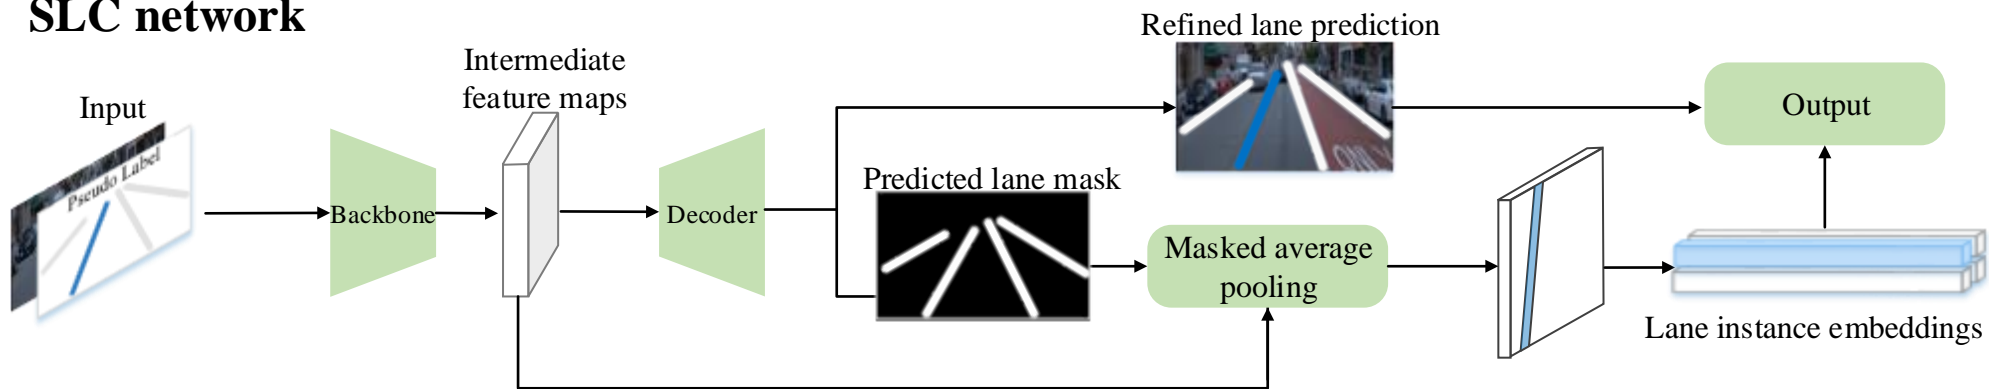 SLC network
Input
Pseudo Label
Backbone
Intermediate
feature maps
Decoder
Refined lane prediction
ONLY
Predicted lane mask
Masked average
pooling
Output
Lane instance embeddings